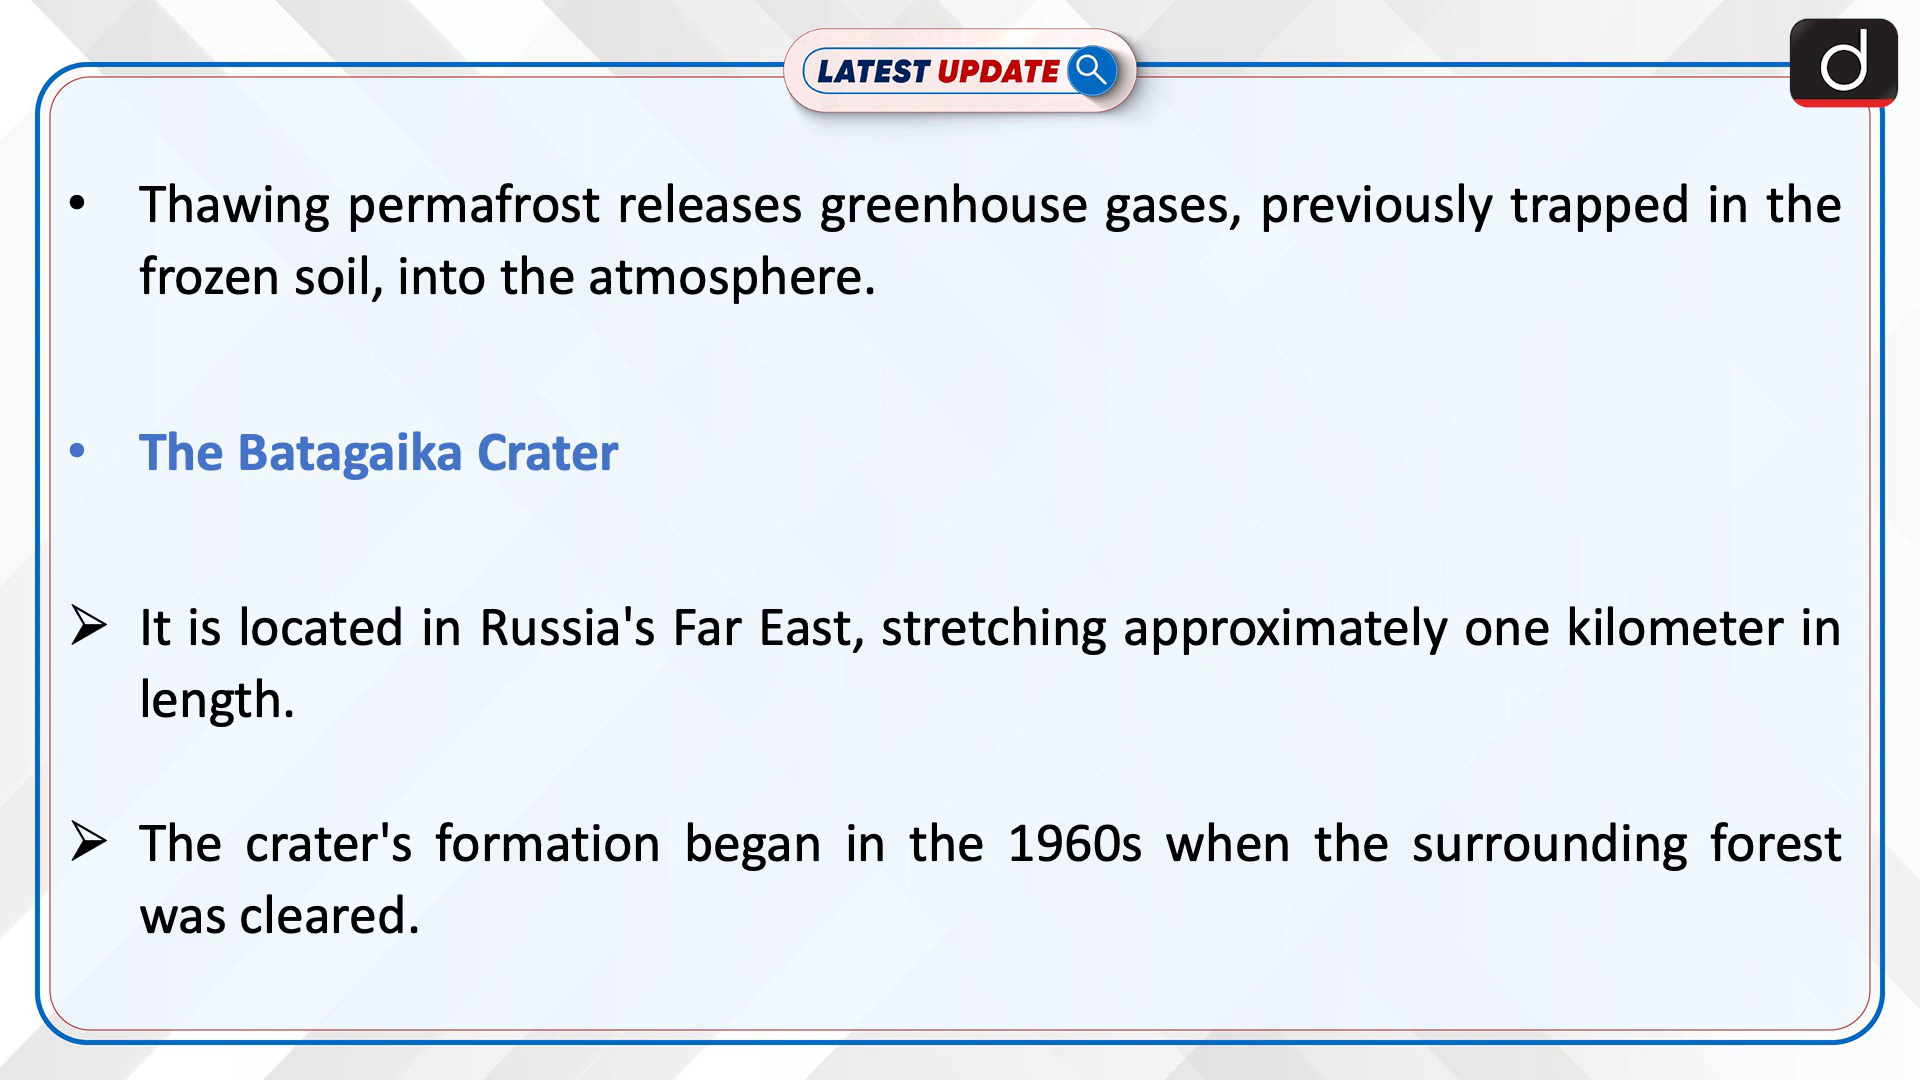 LATEST UPDATE
d
• Thawing permafrost releases greenhouse gases, previously trapped in the
frozen soil, into the atmosphere.
• The Batagaika Crater
➢ It is located in Russia's Far East, stretching approximately one kilometer in
length.
➢ The crater's formation began in the 1960s when the surrounding forest
was cleared.